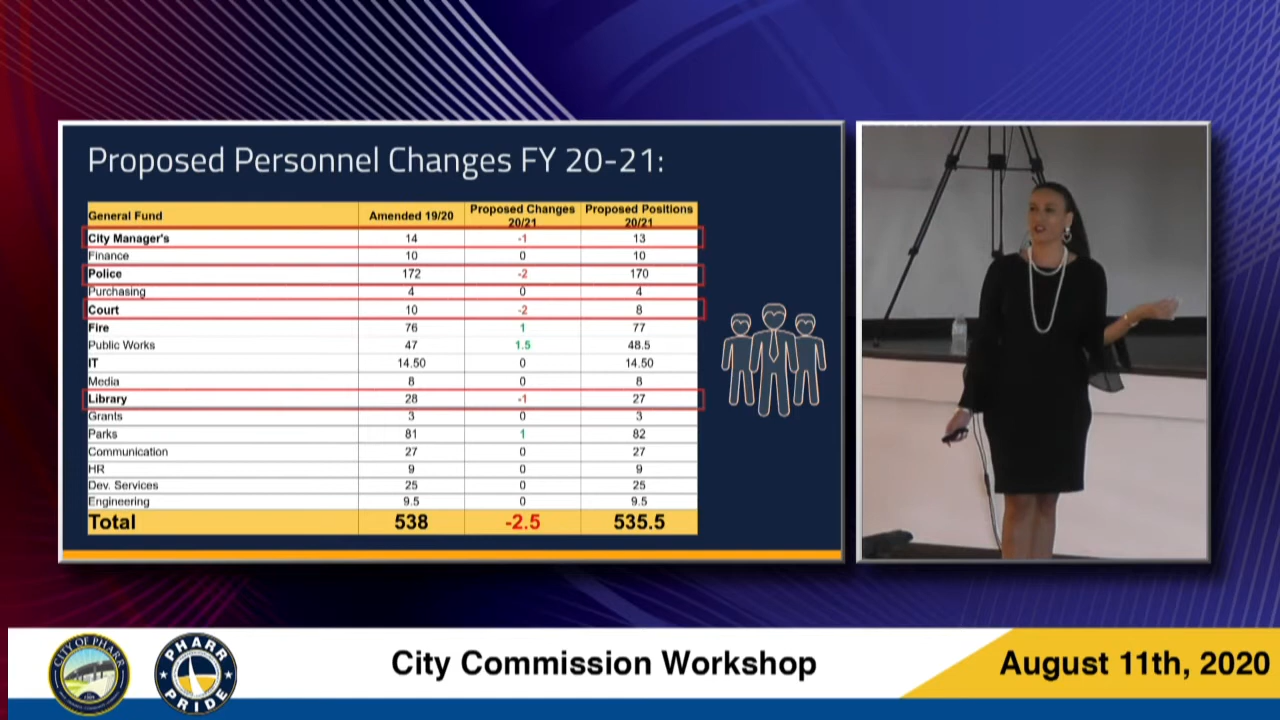 Proposed Personnel Changes FY 20-21:
General Fund Amended 19/20 Proposed Changes 20/21 Proposed Positions 20/21
City Manager's 14 -1 13
Finance 10 0 10
Police 172 -2 170
Purchasing 4 0 4
Court 10 -2 8
Fire 76 1 77
Public Works 47 1.5 48.5
IT 14.50 0 14.50
Media 8 0 8
Library 28 -1 27
Grants 3 0 3
Parks 81 1 82
Communication 27 0 27
HR 9 0 9
Dev. Services 25 0 25
Engineering 9.5 0 9.5
Total 538 -2.5 535.5
CITY OF PHARR
PHARR PRIDE
City Commission Workshop
August 11th, 2020